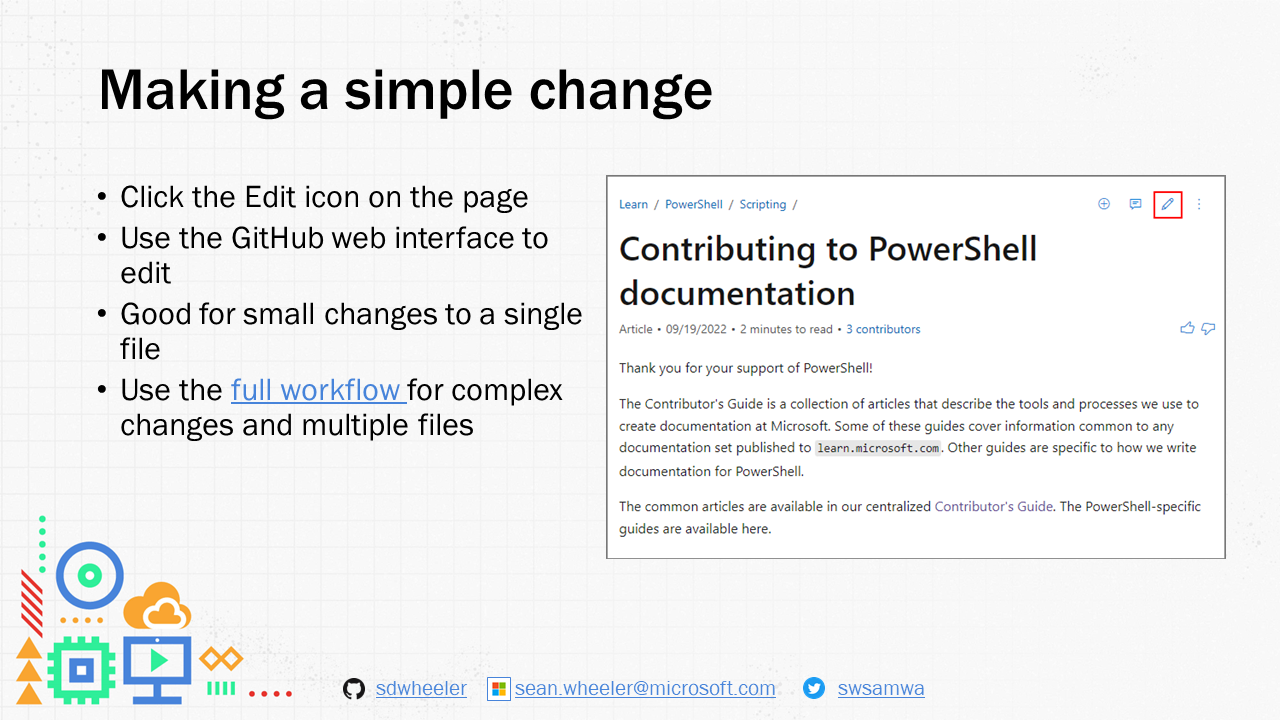 Making a simple change
• Click the Edit icon on the page
• Use the GitHub web interface to
edit
• Good for small changes to a single
file
• Use the full workflow for complex
changes and multiple files
Learn / PowerShell / Scripting /
Contributing to PowerShell
documentation
Article • 09/19/2022 • 2 minutes to read • 3 contributors
Thank you for your support of PowerShell!
The Contributor's Guide is a collection of articles that describe the tools and processes we use to
create documentation at Microsoft. Some of these guides cover information common to any
documentation set published to learn.microsoft.com. Other guides are specific to how we write
documentation for PowerShell.
The common articles are available in our centralized Contributor's Guide. The PowerShell-specific
guides are available here.
sdwheeler sean.wheeler@microsoft.com swsamwa